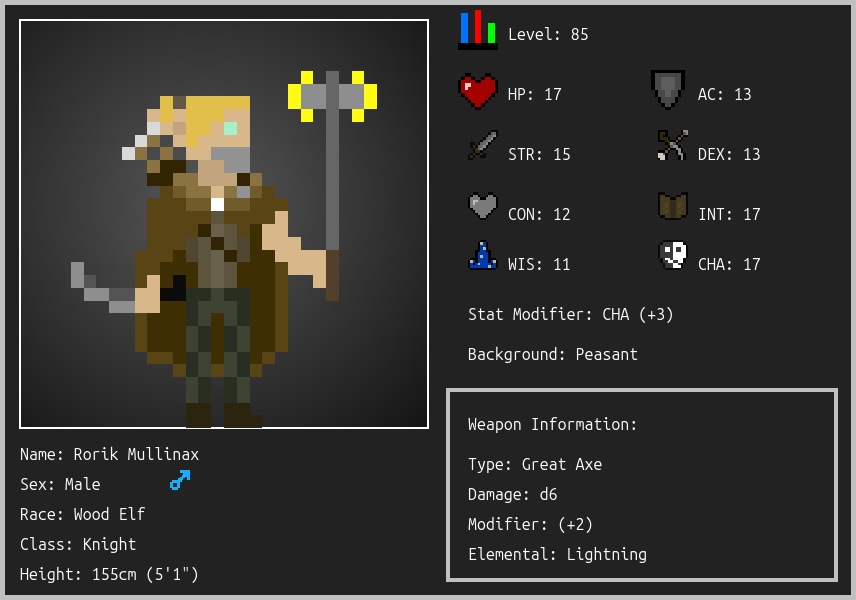 Level: 85
HP: 17
AC: 13
STR: 15
DEX: 13
CON: 12
INT: 17
WIS: 11
CHA: 17
Stat Modifier: CHA (+3)
Background: Peasant
Weapon Information:
Type: Great Axe
Damage: d6
Modifier: (+2)
Elemental: Lightning
Name: Rorik Mullinax
Sex: Male
Race: Wood Elf
Class: Knight
Height: 155cm (5'1")